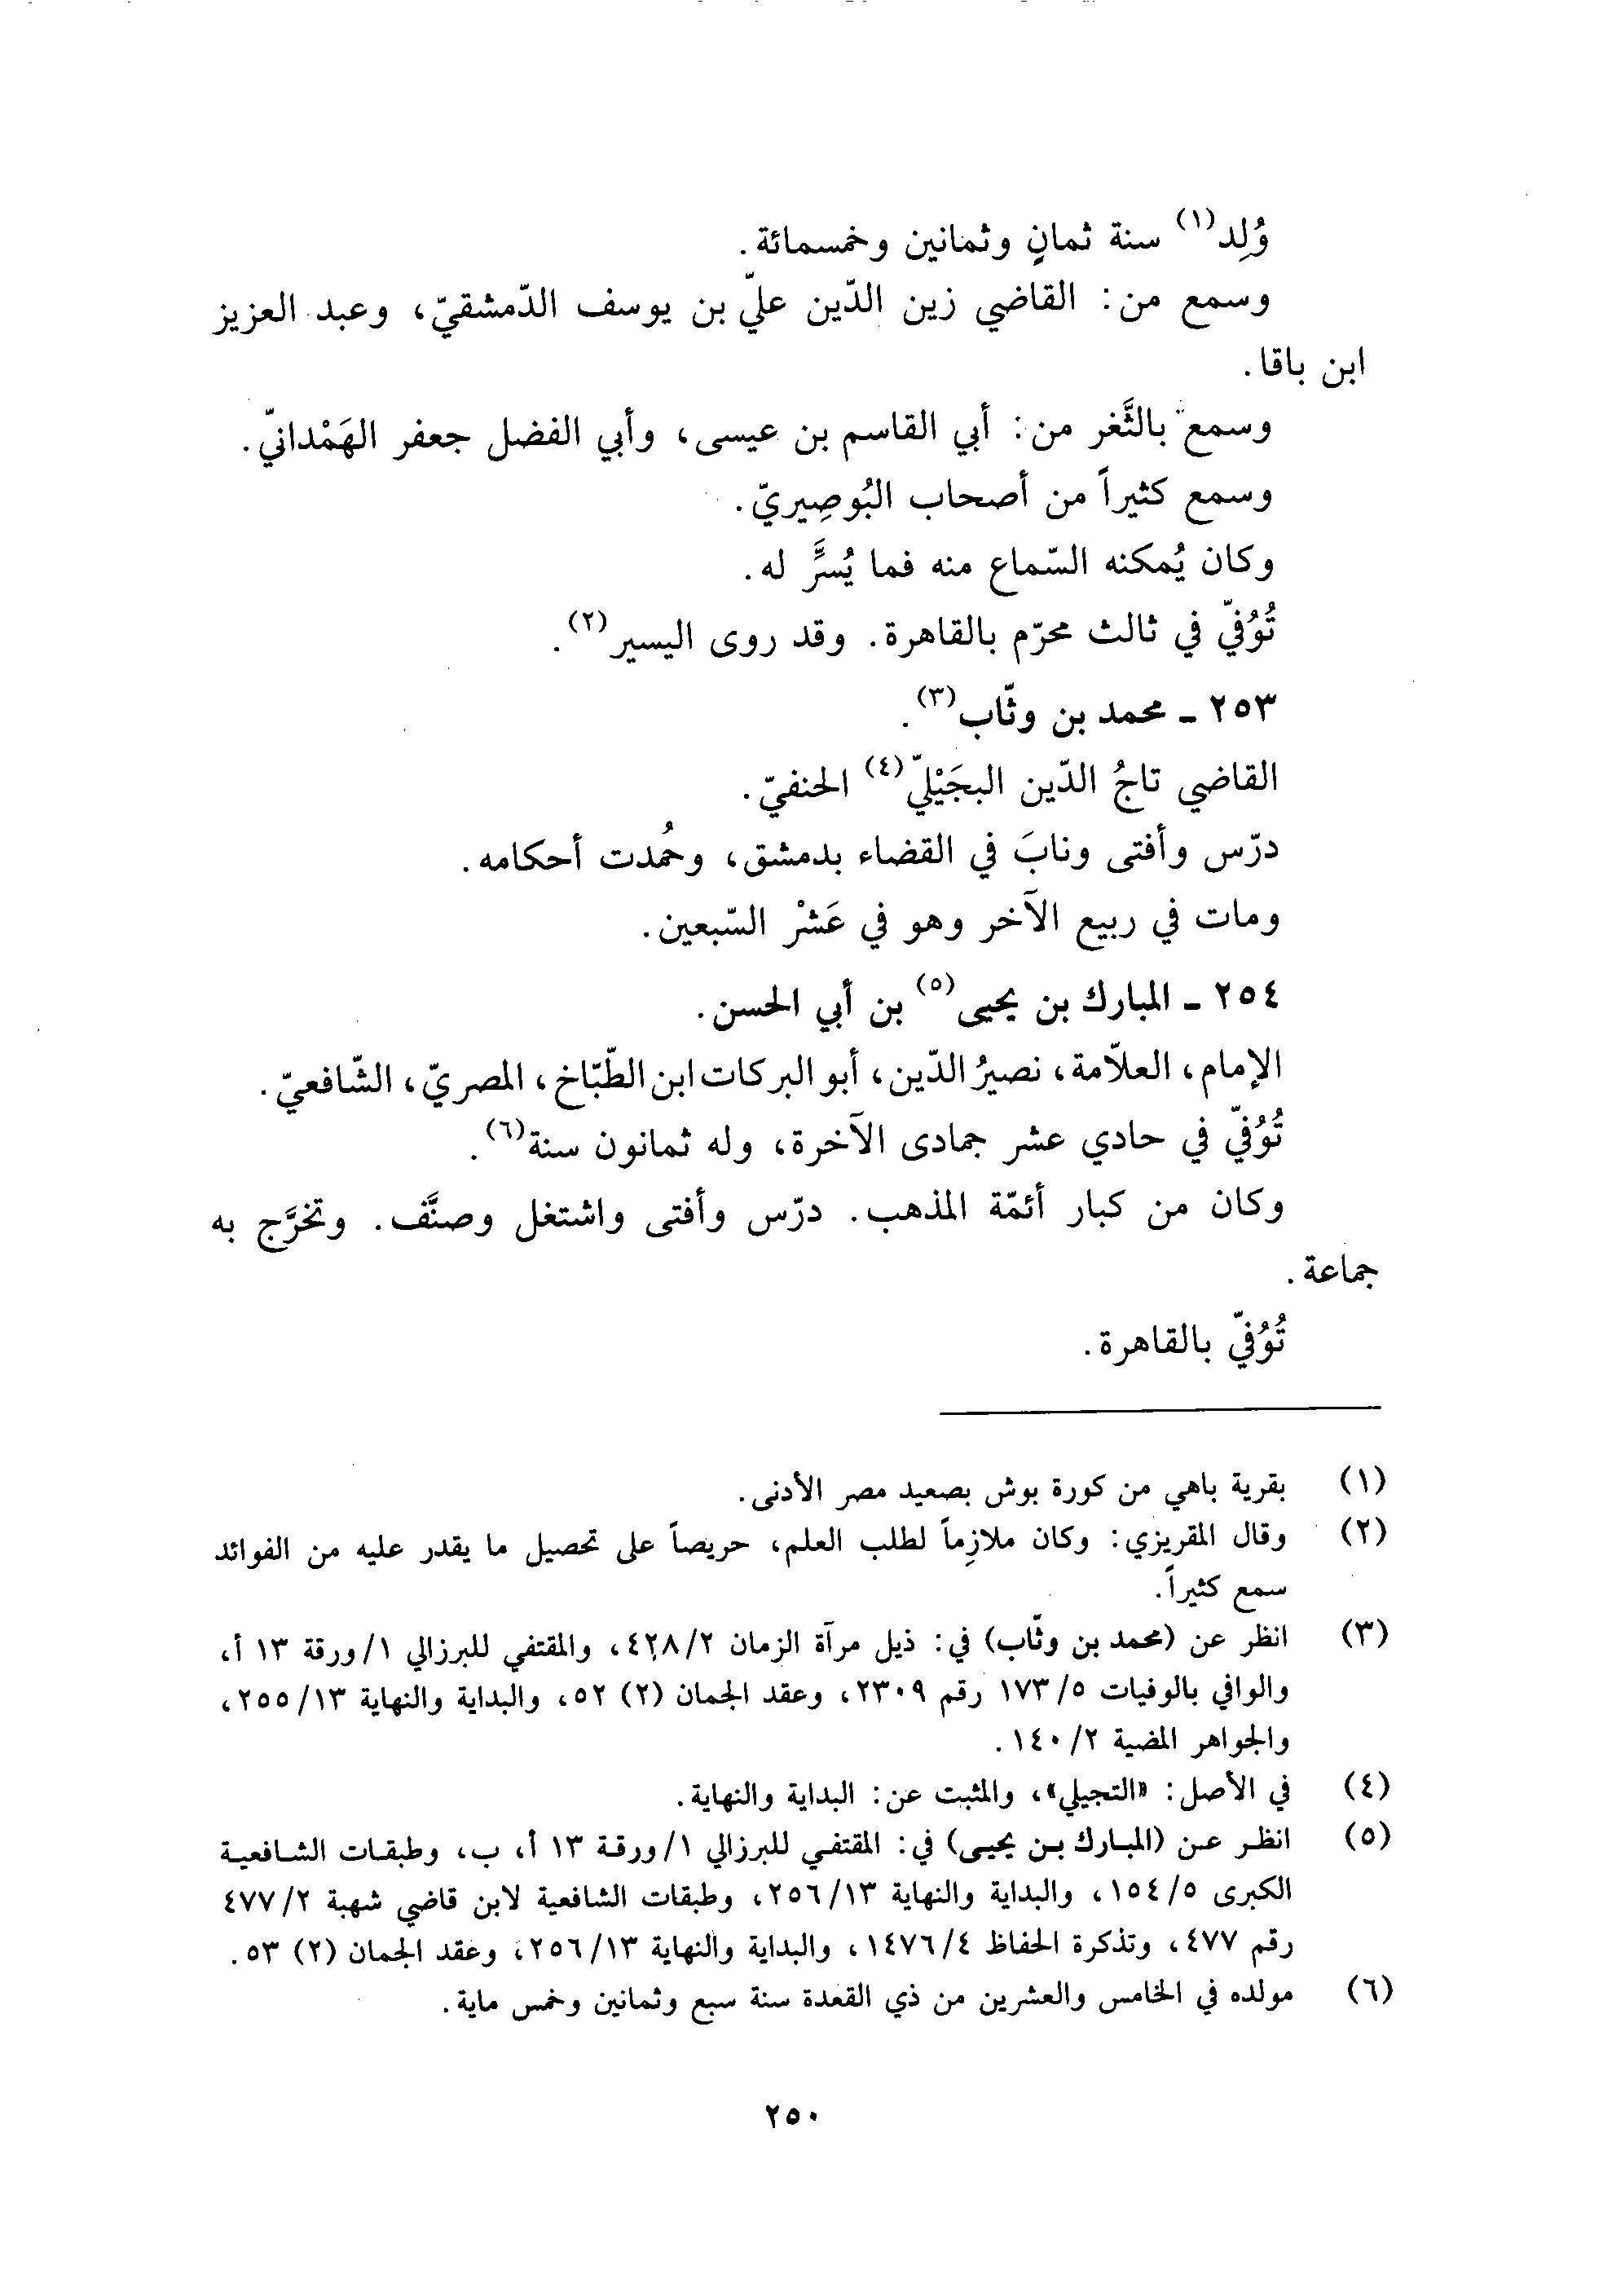 وُلِد(١) سنة ثمانٍ وثمانين وخمسمائة.
وسمع من: القاضي زين الدّين عليّ بن يوسف الدّمشقيّ، وعبد العزيز
ابن باقا.
وسمع بالثَّغر من: أبي القاسم بن عيسى، وأبي الفضل جعفر الهَمْدانيّ.
وسمع كثيراً من أصحاب البُوصِيريّ.
وكان يُمكنه السّماع منه فما يُسرَّ له.
تُوُفيّ في ثالث محرّم بالقاهرة. وقد روى اليسير(٢).
٢٥٣ ـ محمد بن وثّاب(٣).
القاضي تاجُ الدّين البجَيْليّ(٤) الحنفيّ.
درّس وأفتى ونابَ في القضاء بدمشق، وحُمدت أحكامه.
ومات في ربيع الآخر وهو في عَشْر السّبعين.
٢٥٤ ـ المبارك بن يحيى(٥) بن أبي الحسن.
الإمام، العلاّمة، نصيرُ الدّين، أبو البركات ابن الطّبّاخ، المصريّ، الشّافعيّ.
تُوُفيّ في حادي عشر جمادى الآخرة، وله ثمانون سنة(٦).
وكان من كبار أئمّة المذهب. درّس وأفتى واشتغل وصنَّف. وتخرَّج به
جماعة.
تُوُفيّ بالقاهرة.
(١) بقرية باهي من كورة بوش بصعيد مصر الأدنى.
(٢) وقال المقريزي: وكان ملازِماً لطلب العلم، حريصاً على تحصيل ما يقدر عليه من الفوائد
سمع كثيراً.
(٣) انظر عن (محمد بن وثّاب) في: ذيل مرآة الزمان ٤٢٨/٢، والمقتفي للبرزالي ١/ورقة ١٣ أ،
والوافي بالوفيات ١٧٣/٥ رقم ٢٣٠٩، وعقد الجمان (٢) ٥٢، والبداية والنهاية ٢٥٥/١٣،
والجواهر المضية ١٤٠/٢.
(٤) في الأصل: «التجيلي»، والمثبت عن: البداية والنهاية.
(٥) انظر عن (المبارك بن يحيى) في: المقتفي للبرزالي ١/ورقة ١٣ أ، ب، وطبقات الشافعية
الكبرى ١٥٤/٥، والبداية والنهاية ٢٥٦/١٣، وطبقات الشافعية لابن قاضي شهبة ٤٧٧/٢
رقم ٤٧٧، وتذكرة الحفاظ ١٤٧٦/٤، والبداية والنهاية ٢٥٦/١٣، وعقد الجمان (٢) ٥٣.
(٦) مولده في الخامس والعشرين من ذي القعدة سنة سبع وثمانين وخمس ماية.
٢٥٠